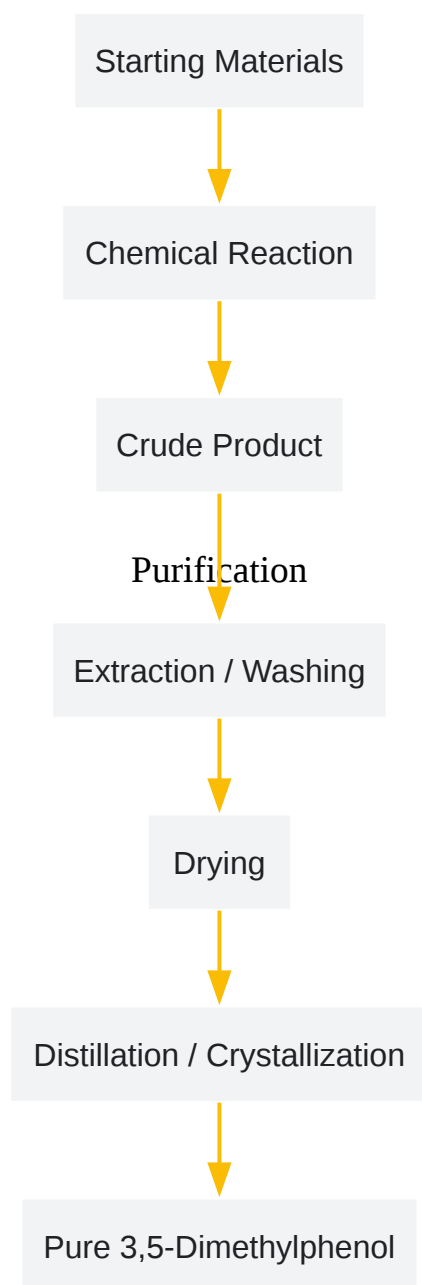 Starting Materials
Chemical Reaction
Crude Product
Purification
Extraction / Washing
Drying
Distillation / Crystallization
Pure 3,5-Dimethylphenol